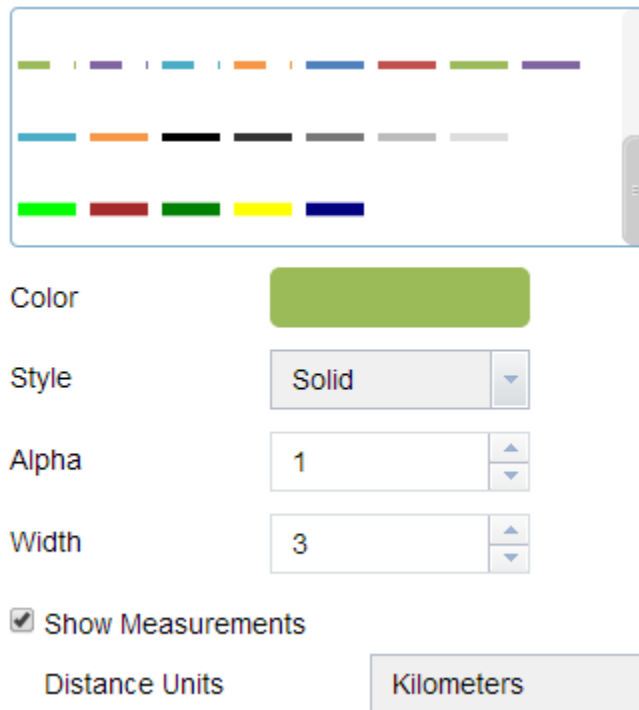 Color
Style Solid
Alpha 1
Width 3
Show Measurements
Distance Units Kilometers